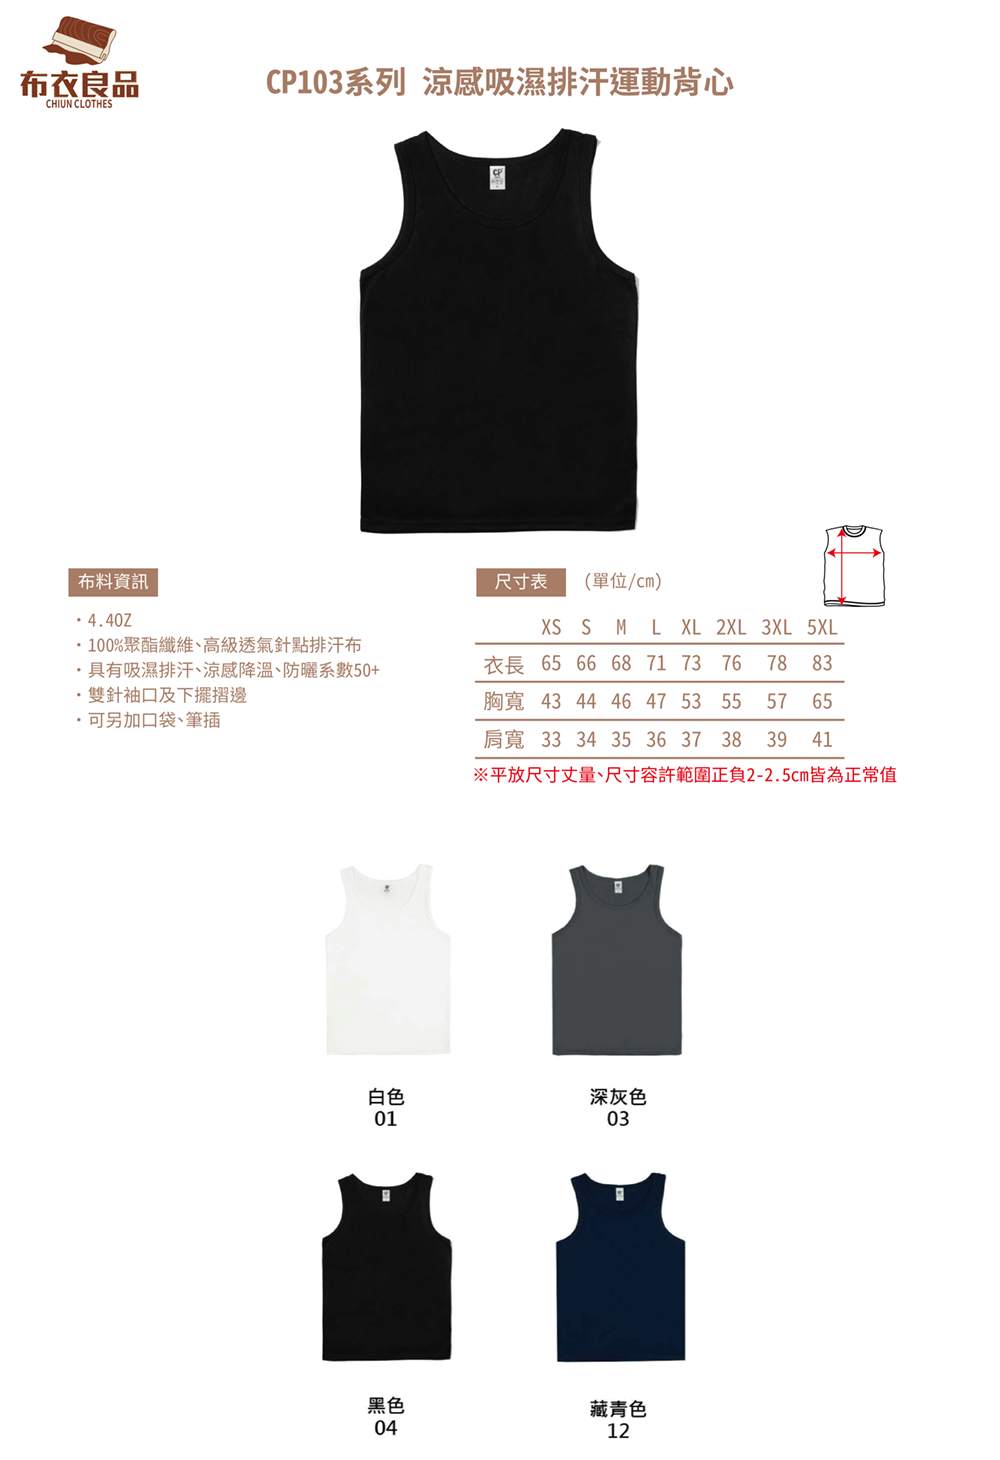 布衣良品
CHIUN CLOTHES
CP103系列 涼感吸濕排汗運動背心
CP
布料資訊
・4.4OZ
・100%聚酯纖維、高級透氣針點排汗布
・具有吸濕排汗、涼感降溫、防曬系數50+
・雙針袖口及下擺摺邊
・可另加口袋、筆插
尺寸表 (單位/cm)
XS S M L XL 2XL 3XL 5XL
衣長 65 66 68 71 73 76 78 83
胸寬 43 44 46 47 53 55 57 65
肩寬 33 34 35 36 37 38 39 41
※平放尺寸丈量、尺寸容許範圍正負2-2.5cm皆為正常值
白色
01
深灰色
03
黑色
04
藏青色
12